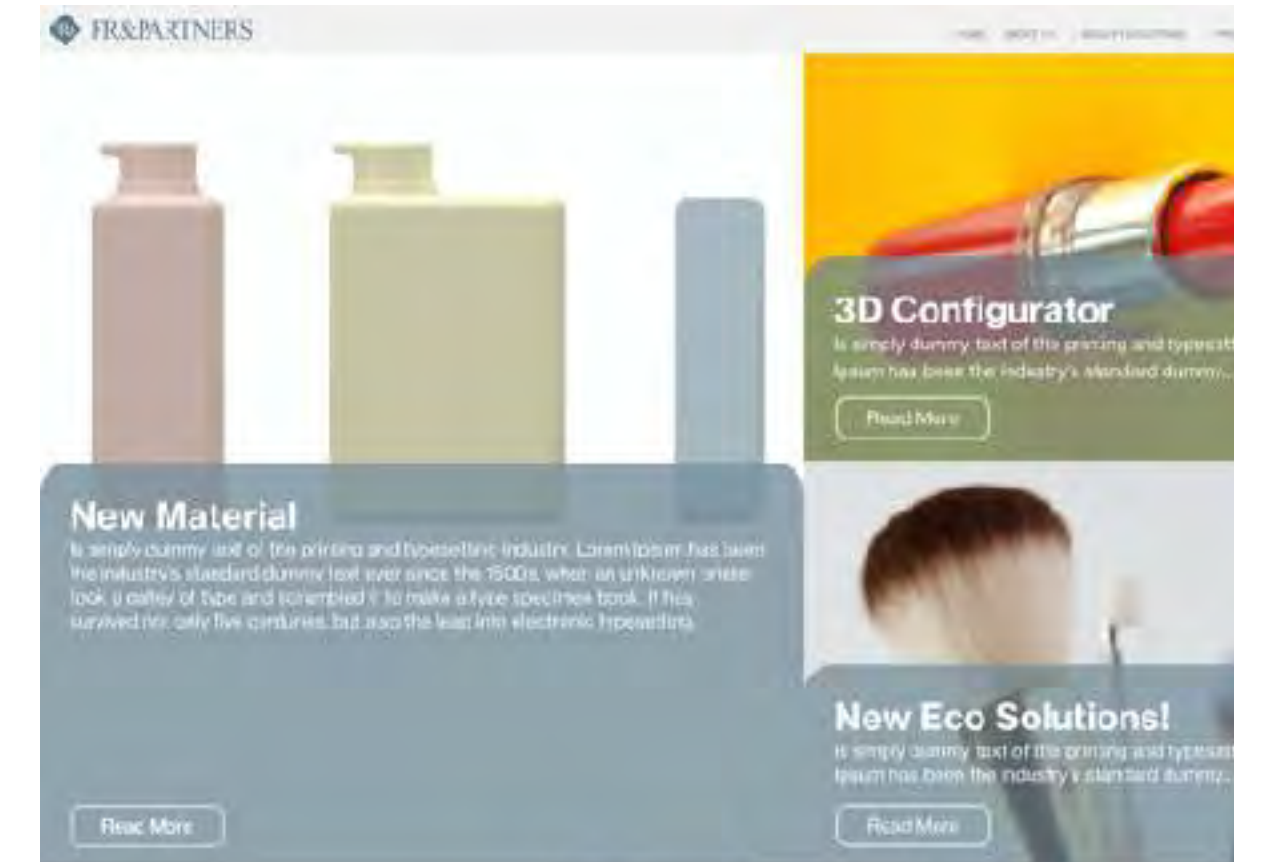 FR&PARTNERS
HOME ABOUT US
New Material
is simply dummy text of the printing and typesetting industry. Lorem Ipsum has been
the industry's standard dummy text ever since the 1500s, when an unknown printer
took a galley of type and scrambled it to make a type specimen book. It has
survived not only five centuries, but also the leap into electronic typesetting.
Read More
3D Configurator
is simply dummy text of the printing and
Ipsum has been the industry's standard dummy...
Read More
New Eco Solutions!
is simply dummy text of the printing and
Ipsum has been the industry's standard dummy...
Read More